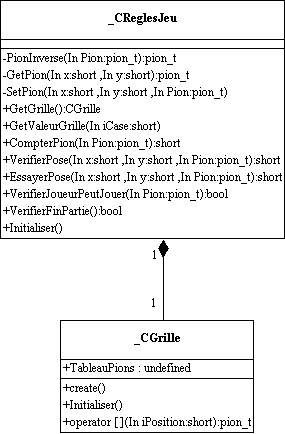 _CReglesJeu
-PionInverse(In Pion:pion_t):pion_t
-GetPion(In x:short ,In y:short):pion_t
-SetPion(In x:short ,In y:short ,In Pion:pion_t)
+GetGrille():CGrille
+GetValeurGrille(In iCase:short)
+CompterPion(In Pion:pion_t):short
+VerifierPose(In x:short ,In y:short ,In Pion:pion_t):short
+EssayerPose(In x:short ,In y:short ,In Pion:pion_t):short
+VerifierJoueurPeutJouer(In Pion:pion_t):bool
+VerifierFinPartie():bool
+Initialiser()
1
1
_CGrille
+TableauPions : undefined
+create()
+Initialiser()
+operator [](In iPosition:short):pion_t